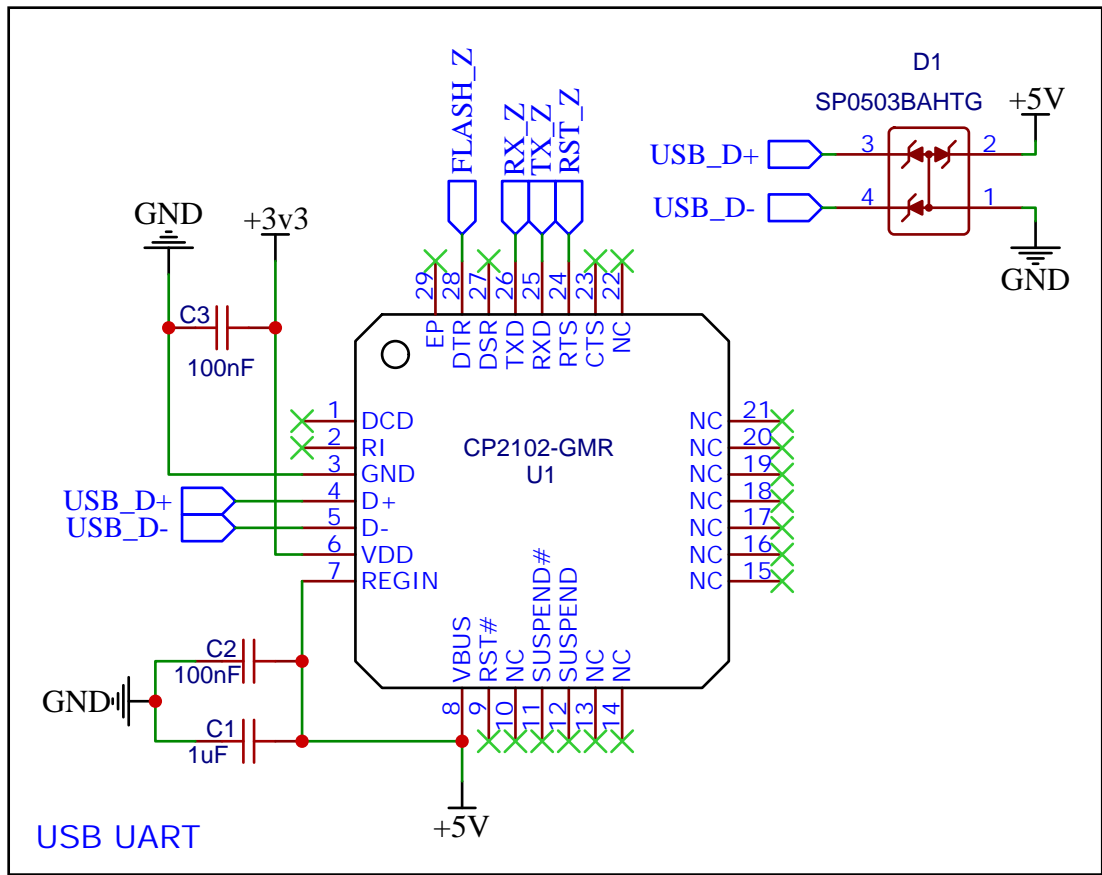 D1
SP0503BAHTG
+5V
USB_D+
3
2
USB_D-
4
1
GND
FLASH_Z
RX_Z
TX_Z
RST_Z
GND
+3v3
C3
100nF
29
28
27
26
25
24
23
22
EP
DTR
DSR
TXD
RXD
RTS
CTS
NC
1
DCD
2
RI
3
GND
USB_D+
4
D+
USB_D-
5
D-
6
VDD
7
REGIN
CP2102-GMR
U1
NC
21
NC
20
NC
19
NC
18
NC
17
NC
16
NC
15
VBUS
RST#
NC
SUSPEND#
SUSPEND
NC
NC
8
9
10
11
12
13
14
C2
100nF
GND
C1
1uF
+5V
USB UART